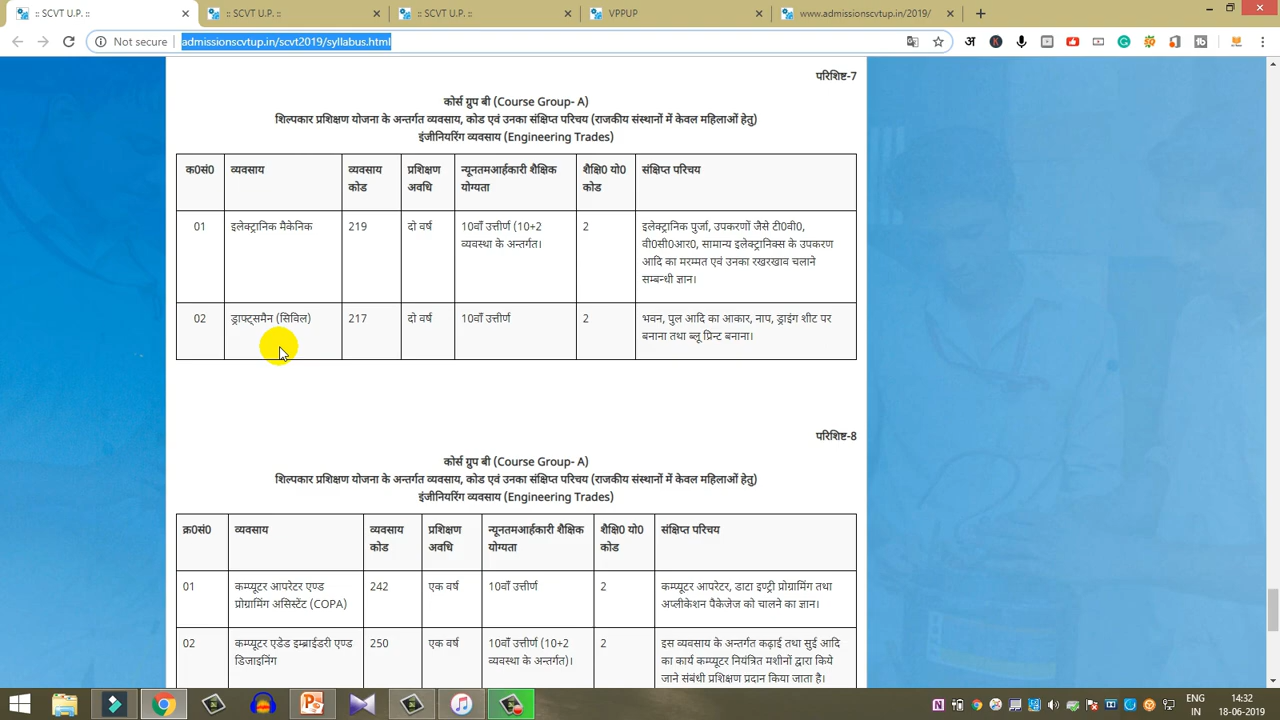 :: SCVT U.P. ::
:: SCVT U.P. ::
:: SCVT U.P. ::
VPPUP
www.admissionscvtup.in/2019/
Not secure
admissionscvtup.in/scvt2019/syllabus.html
परिशिष्ट-7
कोर्स ग्रुप बी (Course Group- A)
शिल्पकार प्रशिक्षण योजना के अन्तर्गत व्यवसाय, कोड एवं उनका संक्षिप्त परिचय (राजकीय संस्थानों में केवल महिलाओं हेतु)
इंजीनियरिंग व्यवसाय (Engineering Trades)
क0सं0 व्यवसाय व्यवसाय प्रशिक्षण न्यूनतमआर्हकारी शैक्षिक शैक्षि0 यो0 संक्षिप्त परिचय
कोड अवधि योग्यता कोड
01 इलेक्ट्रानिक मैकेनिक 219 दो वर्ष 10वाँ उत्तीर्ण (10+2 2 इलेक्ट्रानिक पुर्जा, उपकरणों जैसे टी0वी0,
व्यवस्था के अन्तर्गत। वी0सी0आर0, सामान्य इलेक्ट्रानिक्स के उपकरण
आदि का मरम्मत एवं उनका रखरखाव चलाने
सम्बन्धी ज्ञान।
02 ड्राफ्ट्समैन (सिविल) 217 दो वर्ष 10वाँ उत्तीर्ण 2 भवन, पुल आदि का आकार, नाप, ड्राइंग शीट पर
बनाना तथा ब्लू प्रिन्ट बनाना।
परिशिष्ट-8
कोर्स ग्रुप बी (Course Group- A)
शिल्पकार प्रशिक्षण योजना के अन्तर्गत व्यवसाय, कोड एवं उनका संक्षिप्त परिचय (राजकीय संस्थानों में केवल महिलाओं हेतु)
इंजीनियरिंग व्यवसाय (Engineering Trades)
क्र0सं0 व्यवसाय व्यवसाय प्रशिक्षण न्यूनतमआर्हकारी शैक्षिक शैक्षि0 यो0 संक्षिप्त परिचय
कोड अवधि योग्यता कोड
01 कम्प्यूटर आपरेटर एण्ड 242 एक वर्ष 10वाँ उत्तीर्ण 2 कम्प्यूटर आपरेटर, डाटा इण्ट्री प्रोग्रामिंग तथा
प्रोग्रामिंग असिस्टेंट (COPA) अप्लीकेशन पैकेजेज को चालने का ज्ञान।
02 कम्प्यूटर एडेड इम्ब्राईडरी एण्ड 250 एक वर्ष 10वाँ उत्तीर्ण (10+2 2 इस व्यवसाय के अन्तर्गत कढ़ाई तथा सुई आदि
डिजाइनिंग व्यवस्था के अन्तर्गत)। का कार्य कम्प्यूटर नियंत्रित मशीनों द्वारा किये
जाने संबंधी प्रशिक्षण प्रदान किया जाता है।
ENG 14:32
IN 18-06-2019